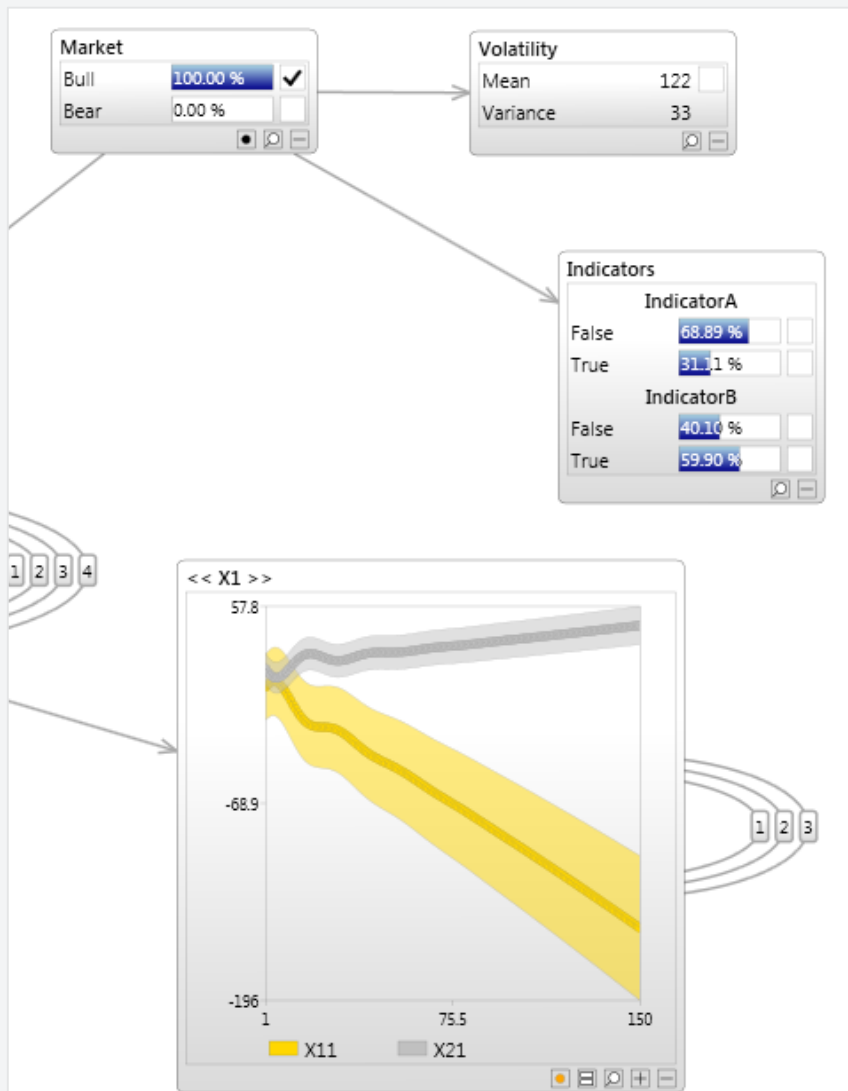 Market
Bull 100.00 %
Bear 0.00 %
Volatility
Mean 122
Variance 33
Indicators
IndicatorA
False 68.89 %
True 31.11 %
IndicatorB
False 40.10 %
True 59.90 %
1 2 3 4
<< X1 >>
57.8
-68.9
-196
1 75.5 150
X11 X21
1 2 3